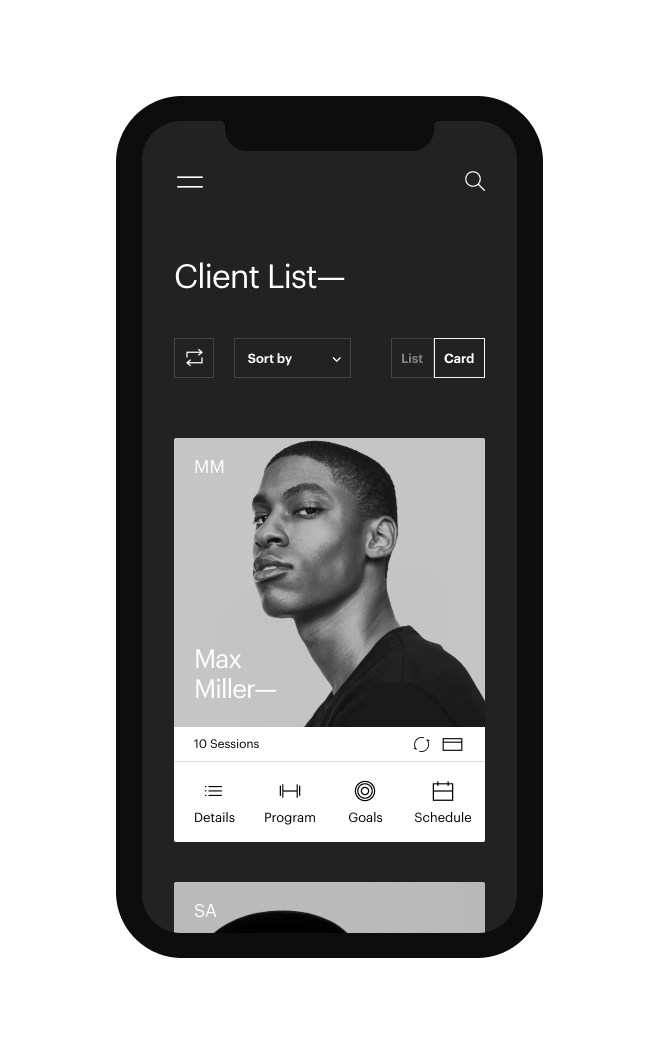 Client List—
Sort by
List Card
MM
Max
Miller—
10 Sessions
Details Program Goals Schedule
SA